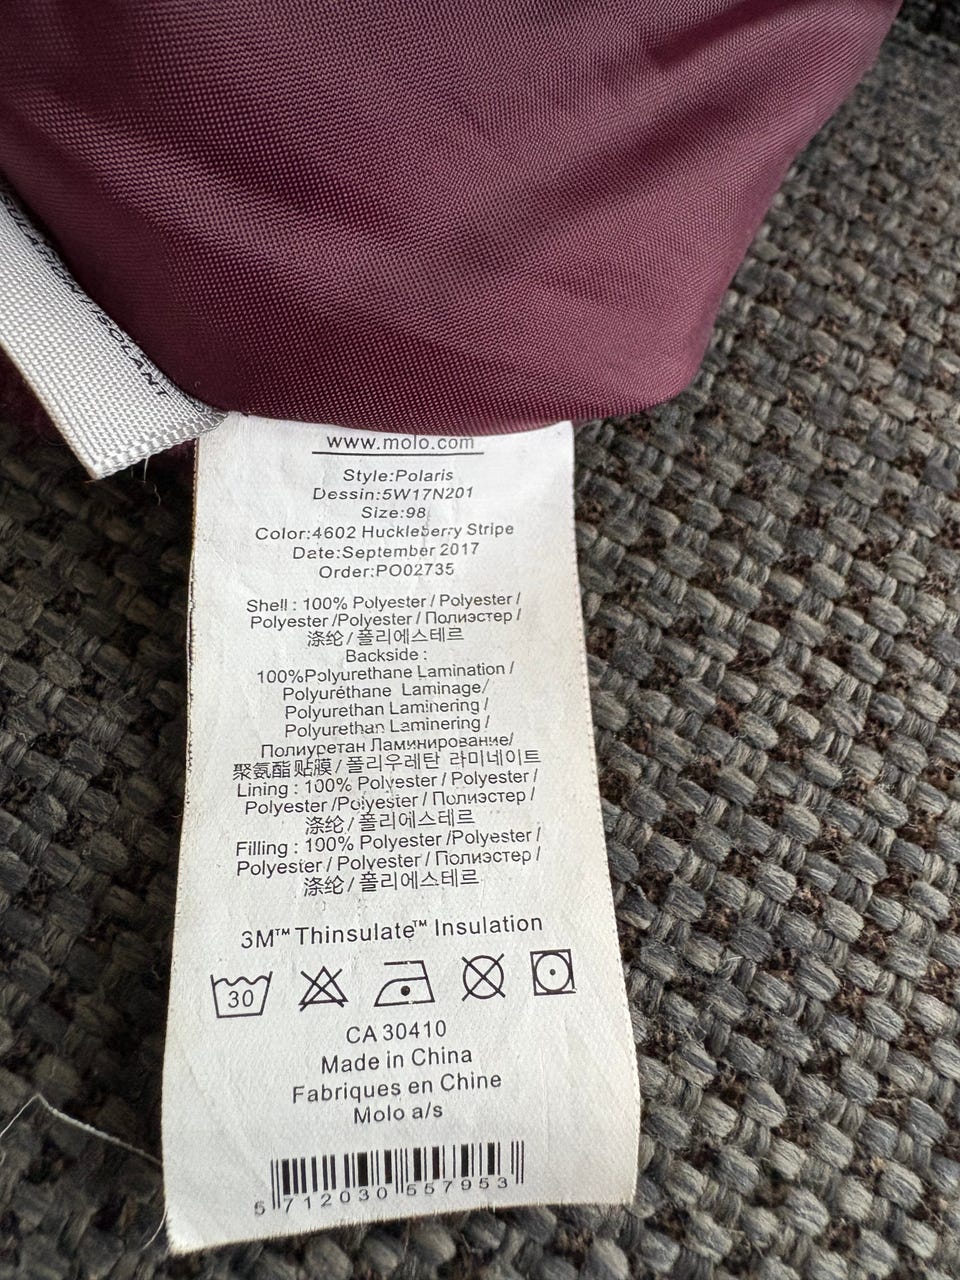 ISOLANT
www.molo.com
Style:Polaris
Dessin:5W17N201
Size:98
Color:4602 Huckleberry Stripe
Date:September 2017
Order:PO02735
Shell : 100% Polyester / Polyester /
Polyester /Polyester / Полиэстер /
涤纶 / 폴리에스테르
Backside :
100%Polyurethane Lamination /
Polyuréthane Laminage/
Polyurethan Laminering /
Polyurethan Laminering /
Полиуретан Ламинирование/
聚氨酯 贴膜 / 폴리우레탄 라미네이트
Lining : 100% Polyester / Polyester /
Polyester /Polyester / Полиэстер /
涤纶 / 폴리에스테르
Filling : 100% Polyester /Polyester /
Polyester / Polyester / Полиэстер /
涤纶 / 폴리에스테르
3M™ Thinsulate™ Insulation
30
CA 30410
Made in China
Fabriques en Chine
Molo a/s
5 712030 557953